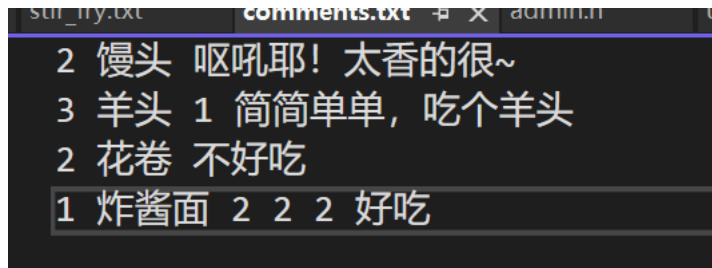 stir_fry.txt comments.txt admin.h
2 馒头 呕吼耶！太香的很~
3 羊头 1 简简单单，吃个羊头
2 花卷 不好吃
1 炸酱面 2 2 2 好吃